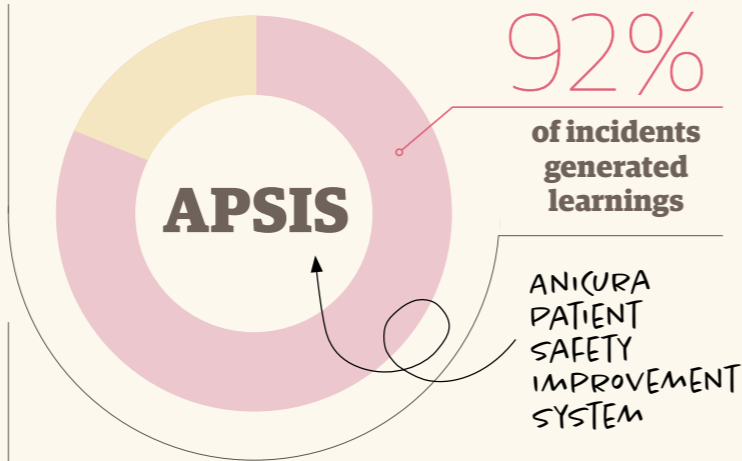 92%
of incidents
generated
learnings
APSIS
ANICURA
PATIENT
SAFETY
IMPROVEMENT
SYSTEM